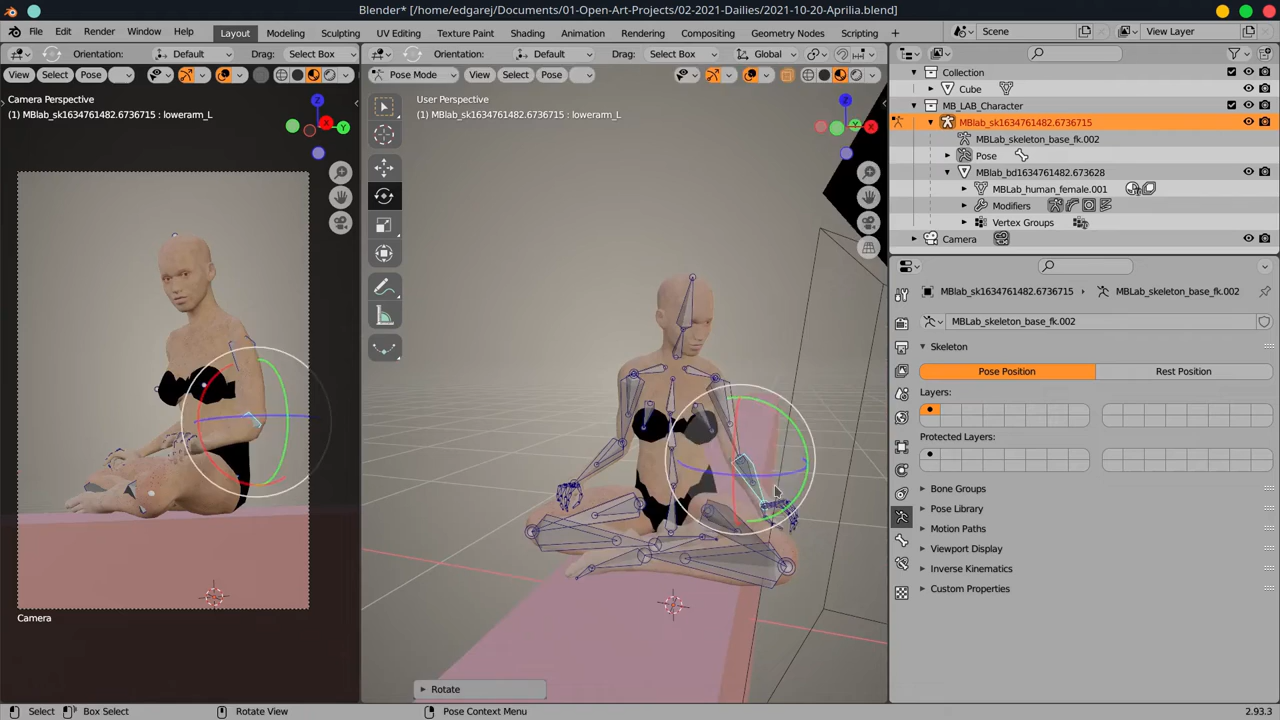 Blender* [/home/edgarej/Documents/01-Open-Art-Projects/02-2021-Dailies/2021-10-20-Aprilia.blend]
File Edit Render Window Help Layout Modeling Sculpting UV Editing Texture Paint Shading Animation Rendering Compositing Geometry Nodes Scripting Scene View Layer
Orientation: Default Drag: Select Box Orientation: Default Drag: Select Box Global
View Select Pose Pose Mode View Select Pose
Camera Perspective
(1) MBlab_sk1634761482.6736715 : lowerarm_L
User Perspective
(1) MBlab_sk1634761482.6736715 : lowerarm_L
Z
X
Y
Z
Y
X
Camera
Rotate
Collection
Cube
MB_LAB_Character
MBlab_sk1634761482.6736715
MBLab_skeleton_base_fk.002
Pose
MBlab_bd1634761482.673628
MBLab_human_female.001
Modifiers
Vertex Groups
Camera
MBlab_sk1634761482.6736715 MBLab_skeleton_base_fk.002
MBLab_skeleton_base_fk.002
Skeleton
Pose Position Rest Position
Layers:
Protected Layers:
Bone Groups
Pose Library
Motion Paths
Viewport Display
Inverse Kinematics
Custom Properties
Select Box Select Rotate View Pose Context Menu 2.93.3